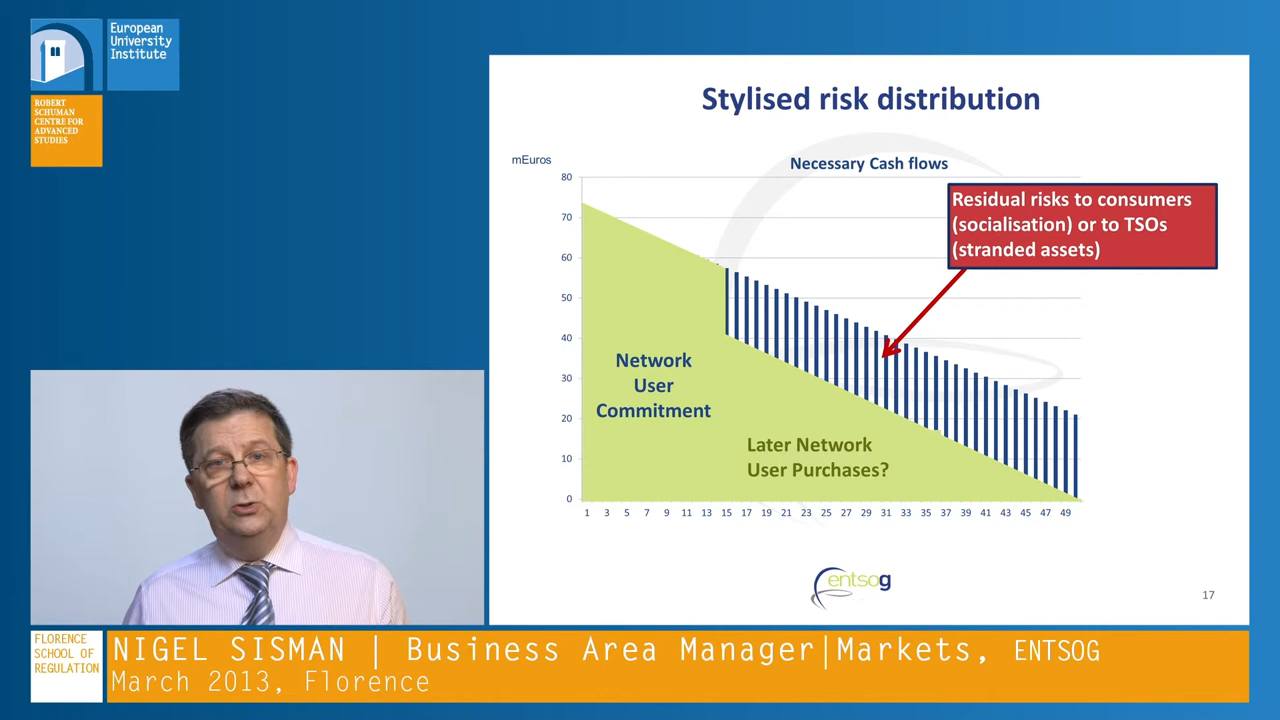 European
University
Institute
ROBERT
SCHUMAN
CENTRE FOR
ADVANCED
STUDIES
Stylised risk distribution
mEuros
Necessary Cash flows
80
70
60
50
40
30
20
10
0
Residual risks to consumers
(socialisation) or to TSOs
(stranded assets)
Network
User
Commitment
Later Network
User Purchases?
1 3 5 7 9 11 13 15 17 19 21 23 25 27 29 31 33 35 37 39 41 43 45 47 49
entsog
17
FLORENCE
SCHOOL OF
REGULATION
NIGEL SISMAN | Business Area Manager|Markets, ENTSOG
March 2013, Florence